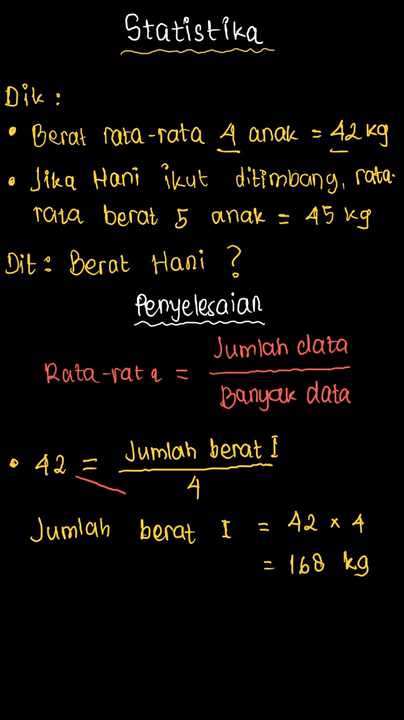 Statistika
Dik :
• Berat rata-rata 4 anak = 42 kg
• Jika Hani ikut ditimbang, rata-
rata berat 5 anak = 45 kg
Dit : Berat Hani ?
Penyelesaian
Rata-rata = Jumlah data
Banyak data
• 42 = Jumlah berat I
4
Jumlah berat I = 42 × 4
= 168 kg